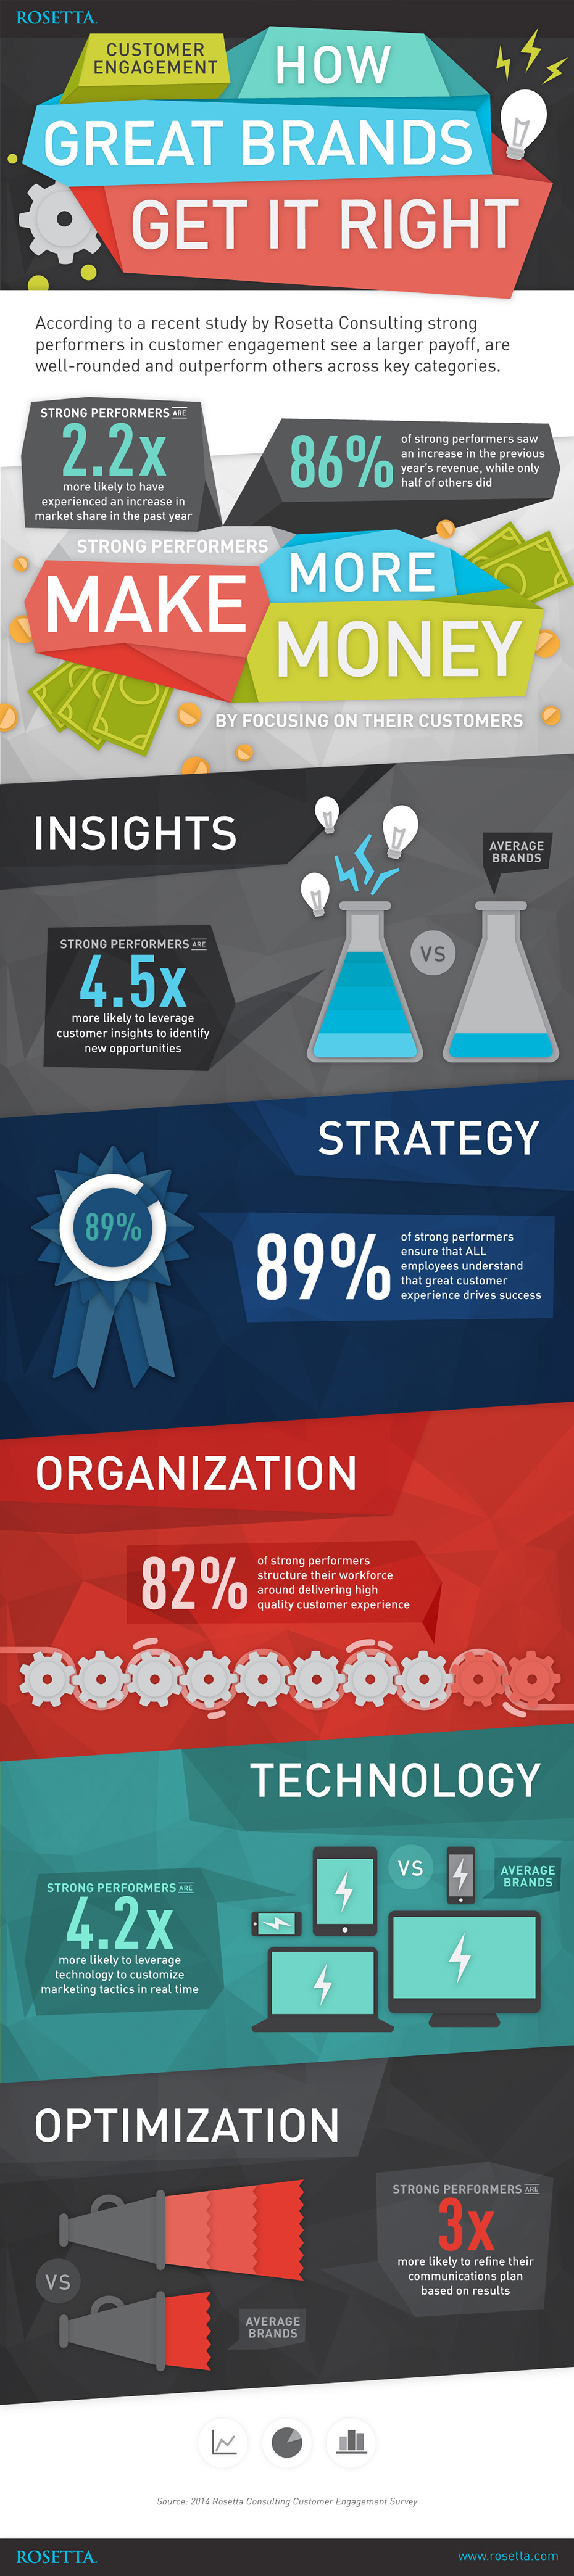 ROSETTA.
CUSTOMER
ENGAGEMENT
HOW
GREAT BRANDS
GET IT RIGHT
According to a recent study by Rosetta Consulting strong
performers in customer engagement see a larger payoff, are
well-rounded and outperform others across key categories.
STRONG PERFORMERS ARE
2.2x
more likely to have
experienced an increase in
market share in the past year
86%
of strong performers saw
an increase in the previous
year's revenue, while only
half of others did
STRONG PERFORMERS
MAKE
MORE
MONEY
BY FOCUSING ON THEIR CUSTOMERS
INSIGHTS
AVERAGE
BRANDS
VS
STRONG PERFORMERS ARE
4.5x
more likely to leverage
customer insights to identify
new opportunities
STRATEGY
89%
89%
of strong performers
ensure that ALL
employees understand
that great customer
experience drives success
ORGANIZATION
82%
of strong performers
structure their workforce
around delivering high
quality customer experience
TECHNOLOGY
VS
AVERAGE
BRANDS
STRONG PERFORMERS ARE
4.2x
more likely to leverage
technology to customize
marketing tactics in real time
OPTIMIZATION
STRONG PERFORMERS ARE
3x
more likely to refine their
communications plan
based on results
VS
AVERAGE
BRANDS
Source: 2014 Rosetta Consulting Customer Engagement Survey
ROSETTA.
www.rosetta.com